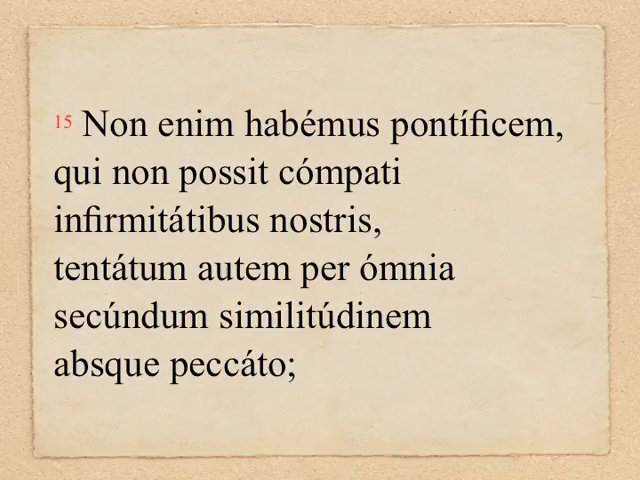 15 Non enim habémus pontíficem,
qui non possit cómpati
infirmitátibus nostris,
tentátum autem per ómnia
secúndum similitúdinem
absque peccáto;